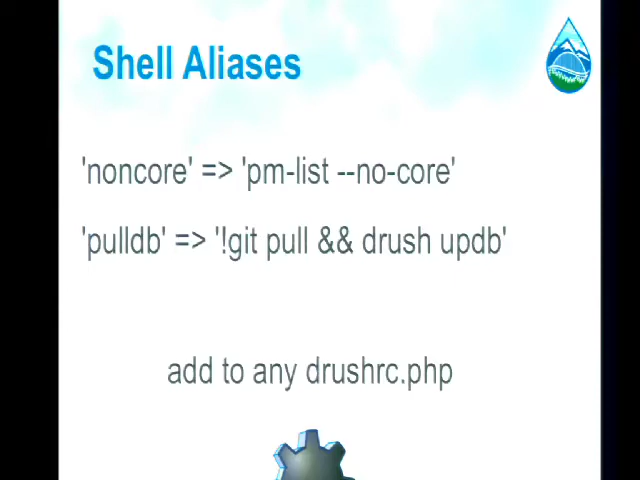 Shell Aliases
'noncore' => 'pm-list --no-core'
'pulldb' => '!git pull && drush updb'
add to any drushrc.php